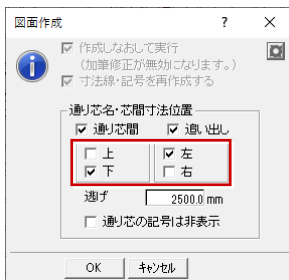 図面作成 ? ×
作成しなおして実行
(加筆修正が無効になります。)
寸法線・記号を再作成する
通り芯名・芯間寸法位置
通り芯間 追い出し
上 左
下 右
逃げ 2500.0 mm
通り芯の記号は非表示
OK キャンセル